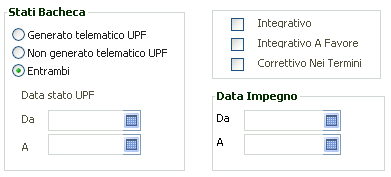 Stati Bacheca
Generato telematico UPF
Non generato telematico UPF
Entrambi
Data stato UPF
Da
A
Integrativo
Integrativo A Favore
Correttivo Nei Termini
Data Impegno
Da
A